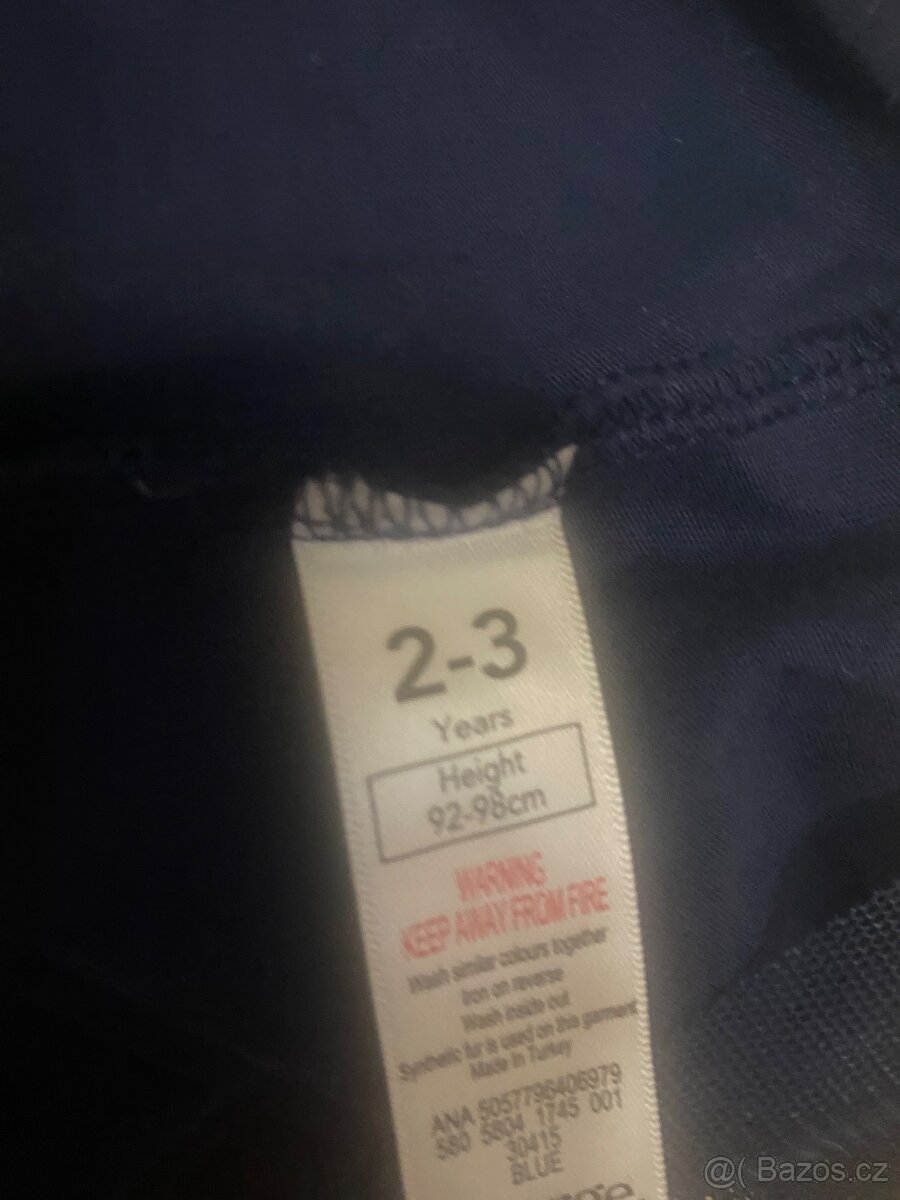 2-3
Years
Height
92-98cm
WARNING
KEEP AWAY FROM FIRE
Wash similar colours together
Iron on reverse
Wash inside out
Synthetic fur is used on this garment
Made In Turkey
ANA 5057796406979
580 5804 1745 001
20415
BLUE
@( Bazos.cz